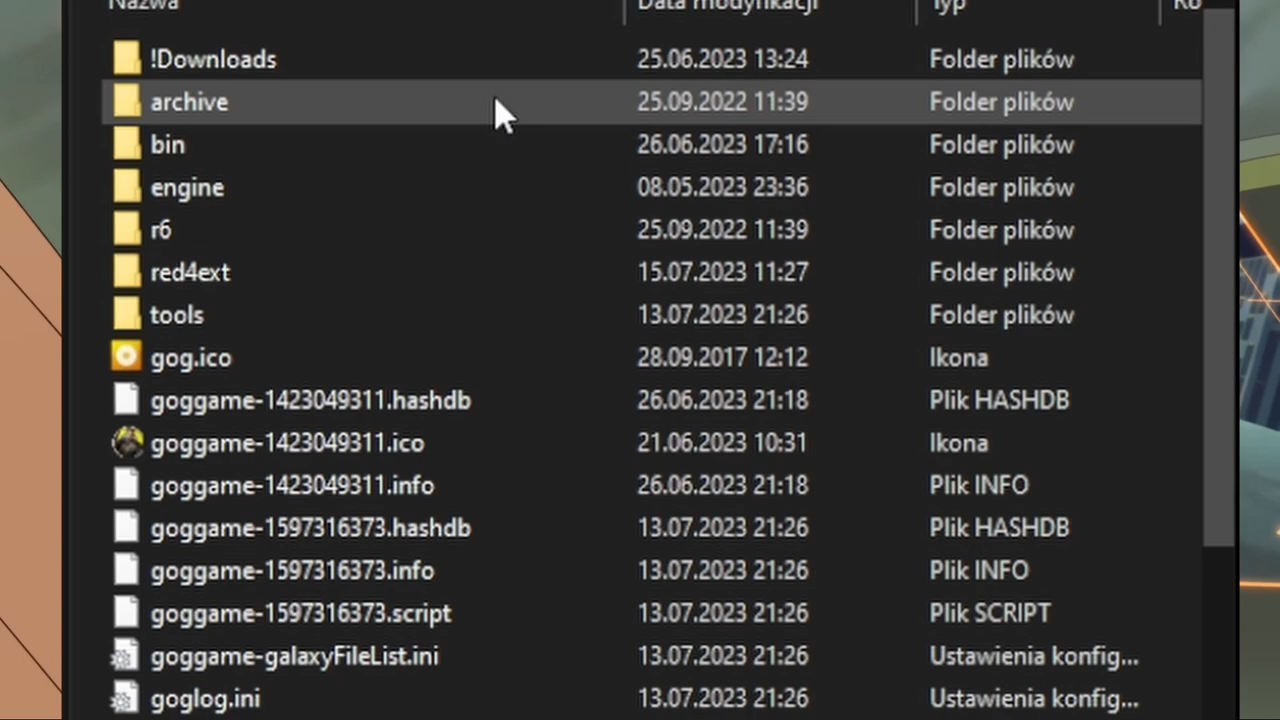 Nazwa Data modyfikacji Typ Ro
!Downloads 25.06.2023 13:24 Folder plików
archive 25.09.2022 11:39 Folder plików
bin 26.06.2023 17:16 Folder plików
engine 08.05.2023 23:36 Folder plików
r6 25.09.2022 11:39 Folder plików
red4ext 15.07.2023 11:27 Folder plików
tools 13.07.2023 21:26 Folder plików
gog.ico 28.09.2017 12:12 Ikona
goggame-1423049311.hashdb 26.06.2023 21:18 Plik HASHDB
goggame-1423049311.ico 21.06.2023 10:31 Ikona
goggame-1423049311.info 26.06.2023 21:18 Plik INFO
goggame-1597316373.hashdb 13.07.2023 21:26 Plik HASHDB
goggame-1597316373.info 13.07.2023 21:26 Plik INFO
goggame-1597316373.script 13.07.2023 21:26 Plik SCRIPT
goggame-galaxyFileList.ini 13.07.2023 21:26 Ustawienia konfig...
goglog.ini 13.07.2023 21:26 Ustawienia konfig...